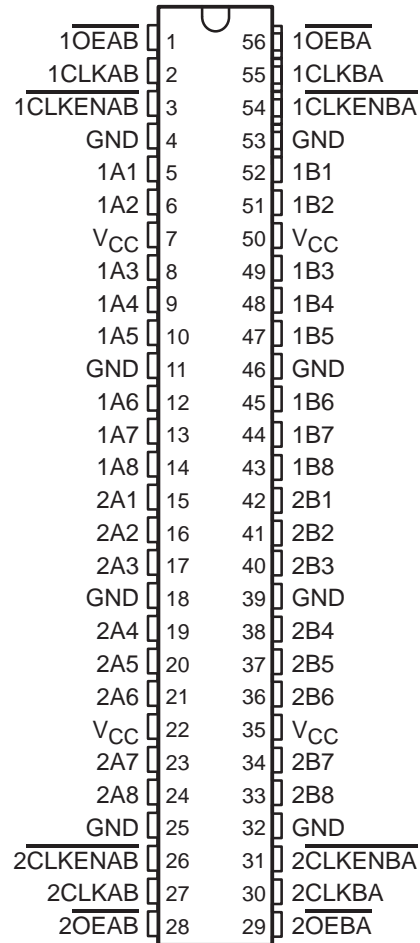 1OEAB 1 56 1OEBA
1CLKAB 2 55 1CLKBA
1CLKENAB 3 54 1CLKENBA
GND 4 53 GND
1A1 5 52 1B1
1A2 6 51 1B2
VCC 7 50 VCC
1A3 8 49 1B3
1A4 9 48 1B4
1A5 10 47 1B5
GND 11 46 GND
1A6 12 45 1B6
1A7 13 44 1B7
1A8 14 43 1B8
2A1 15 42 2B1
2A2 16 41 2B2
2A3 17 40 2B3
GND 18 39 GND
2A4 19 38 2B4
2A5 20 37 2B5
2A6 21 36 2B6
VCC 22 35 VCC
2A7 23 34 2B7
2A8 24 33 2B8
GND 25 32 GND
2CLKENAB 26 31 2CLKENBA
2CLKAB 27 30 2CLKBA
2OEAB 28 29 2OEBA